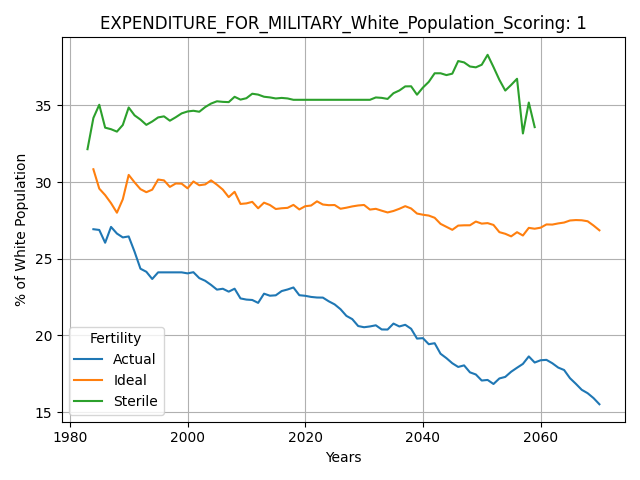 EXPENDITURE_FOR_MILITARY_White_Population_Scoring: 1
% of White Population
35
30
25
20
15
Fertility
Actual
Ideal
Sterile
1980 2000 2020 2040 2060
Years